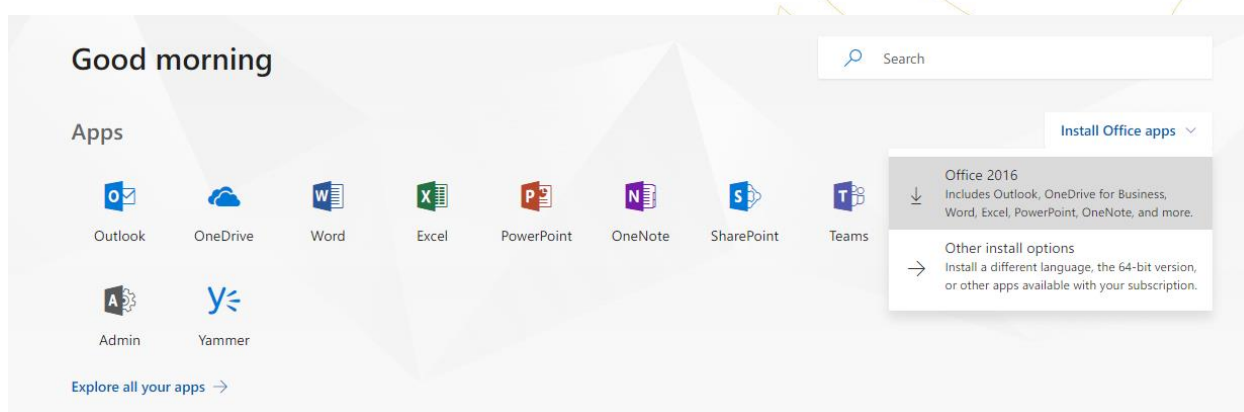 Good morning
Search
Apps
Install Office apps
Office 2016
Includes Outlook, OneDrive for Business,
Word, Excel, PowerPoint, OneNote, and more.
Other install options
Install a different language, the 64-bit version,
or other apps available with your subscription.
Outlook OneDrive Word Excel PowerPoint OneNote SharePoint Teams
Admin Yammer
Explore all your apps